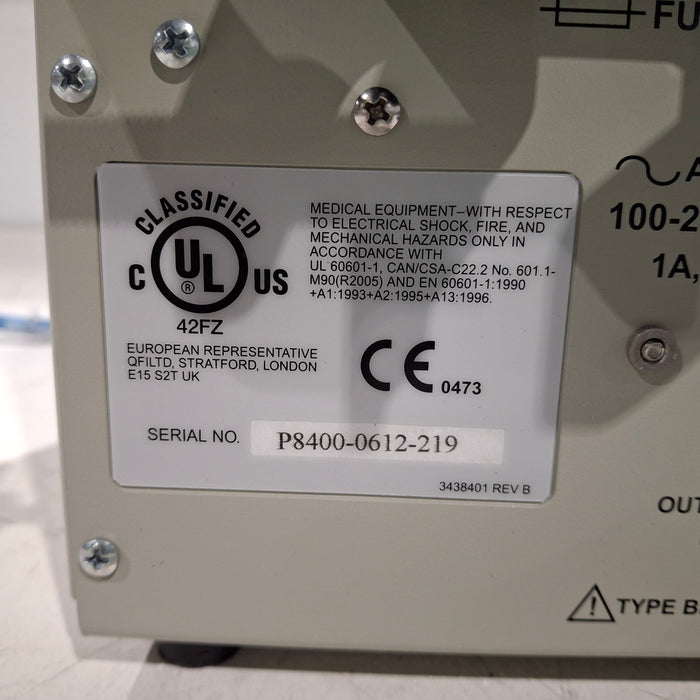 FU
A
100-2
1A,
CLASSIFIED
C UL ® US
42FZ
MEDICAL EQUIPMENT–WITH RESPECT
TO ELECTRICAL SHOCK, FIRE, AND
MECHANICAL HAZARDS ONLY IN
ACCORDANCE WITH
UL 60601-1, CAN/CSA-C22.2 No. 601.1-
M90(R2005) AND EN 60601-1:1990
+A1:1993+A2:1995+A13:1996.
EUROPEAN REPRESENTATIVE
QFILTD, STRATFORD, LONDON
E15 S2T UK
CE 0473
SERIAL NO. P8400-0612-219
3438401 REV B
OUT
TYPE B